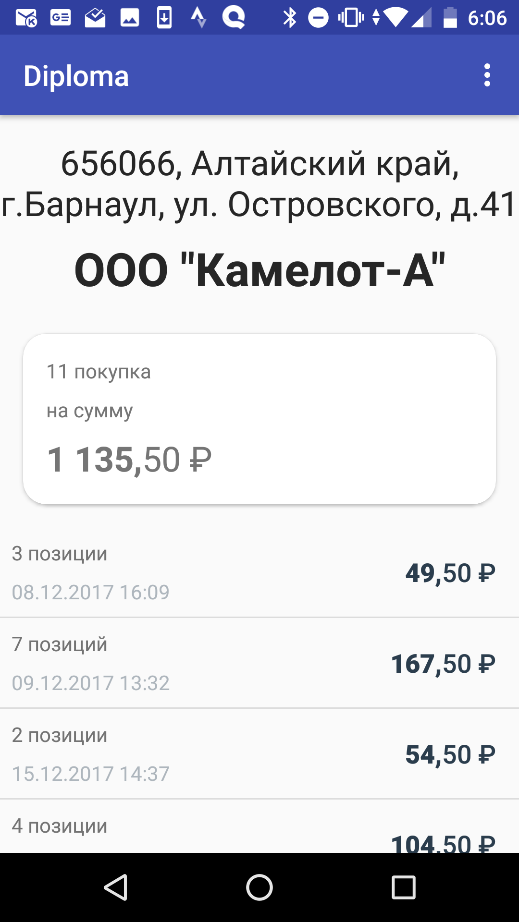 6:06
Diploma
656066, Алтайский край,
г.Барнаул, ул. Островского, д.41
ООО "Камелот-А"
11 покупка
на сумму
1 135,50 ₽
3 позиции
49,50 ₽
08.12.2017 16:09
7 позиций
167,50 ₽
09.12.2017 13:32
2 позиции
54,50 ₽
15.12.2017 14:37
4 позиции
104,50 ₽